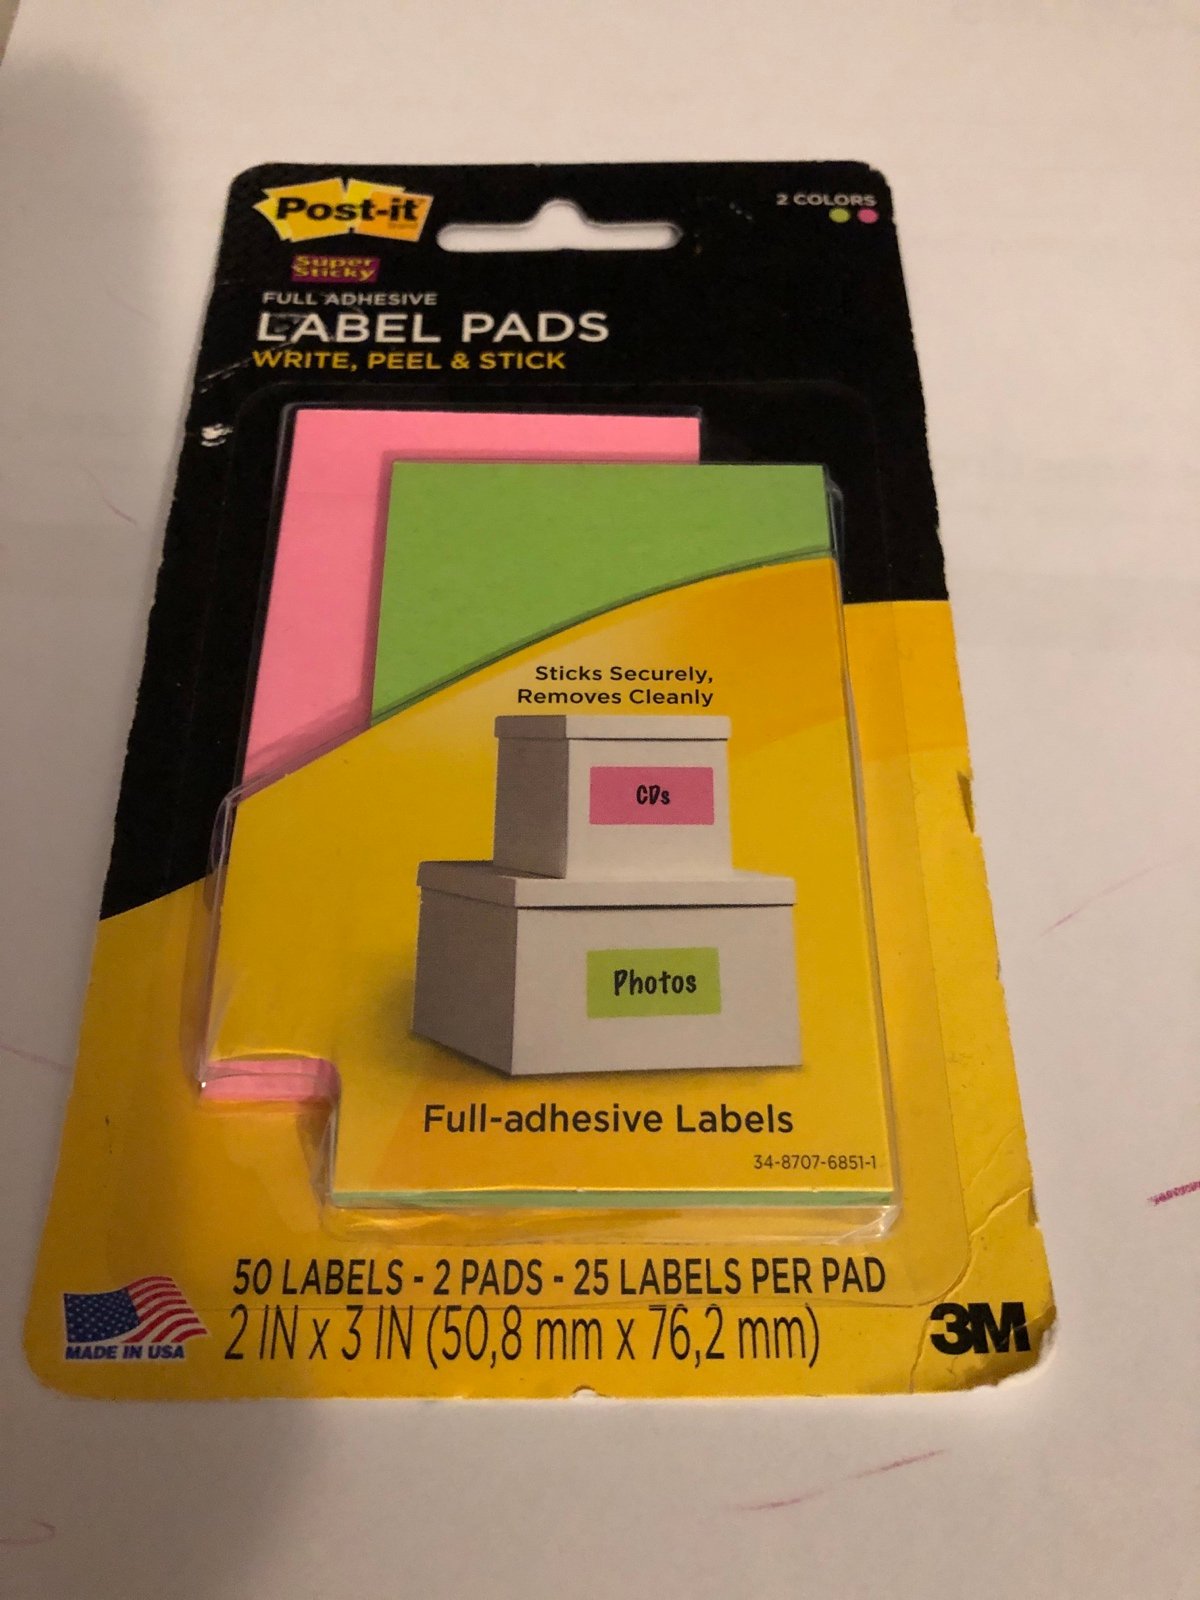 Post-it
2 COLORS
Super
Sticky
FULL ADHESIVE
LABEL PADS
WRITE, PEEL & STICK
Sticks Securely,
Removes Cleanly
CDs
Photos
Full-adhesive Labels
34-8707-6851-1
50 LABELS - 2 PADS - 25 LABELS PER PAD
2 IN x 3 IN (50,8 mm x 76,2 mm)
MADE IN USA
3M